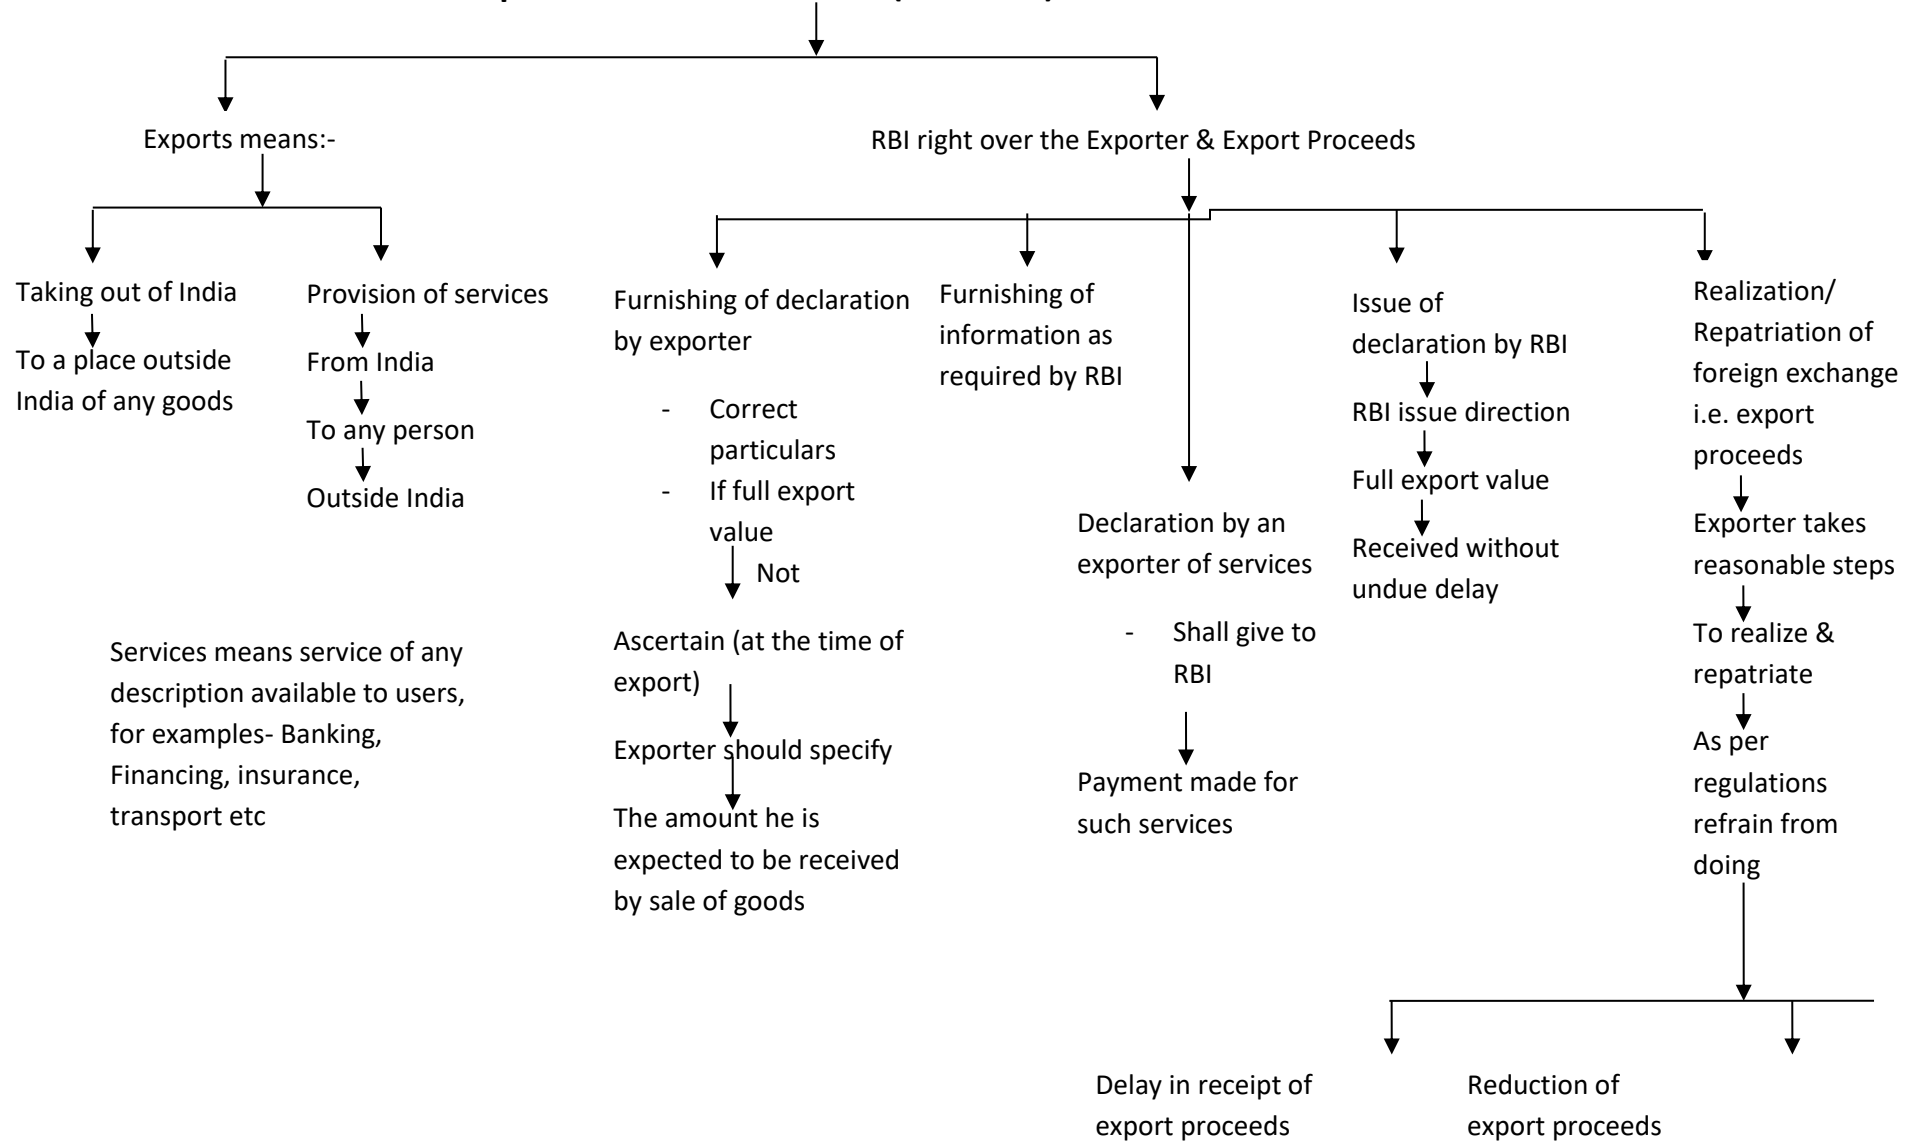 Exports means:-
RBI right over the Exporter & Export Proceeds
Taking out of India
To a place outside
India of any goods
Provision of services
From India
To any person
Outside India
Services means service of any
description available to users,
for examples- Banking,
Financing, insurance,
transport etc
Furnishing of declaration
by exporter
- Correct
particulars
- If full export
value
Not
Ascertain (at the time of
export)
Exporter should specify
The amount he is
expected to be received
by sale of goods
Furnishing of
information as
required by RBI
Declaration by an
exporter of services
- Shall give to
RBI
Payment made for
such services
Issue of
declaration by RBI
RBI issue direction
Full export value
Received without
undue delay
Realization/
Repatriation of
foreign exchange
i.e. export
proceeds
Exporter takes
reasonable steps
To realize &
repatriate
As per
regulations
refrain from
doing
Delay in receipt of
export proceeds
Reduction of
export proceeds